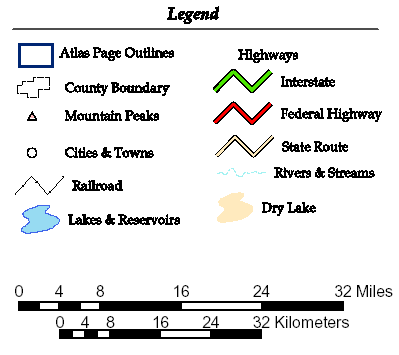 Legend
Atlas Page Outlines
County Boundary
Mountain Peaks
Cities & Towns
Railroad
Lakes & Reservoirs
Highways
Interstate
Federal Highway
State Route
Rivers & Streams
Dry Lake
0 4 8 16 24 32 Miles
0 4 8 16 24 32 Kilometers